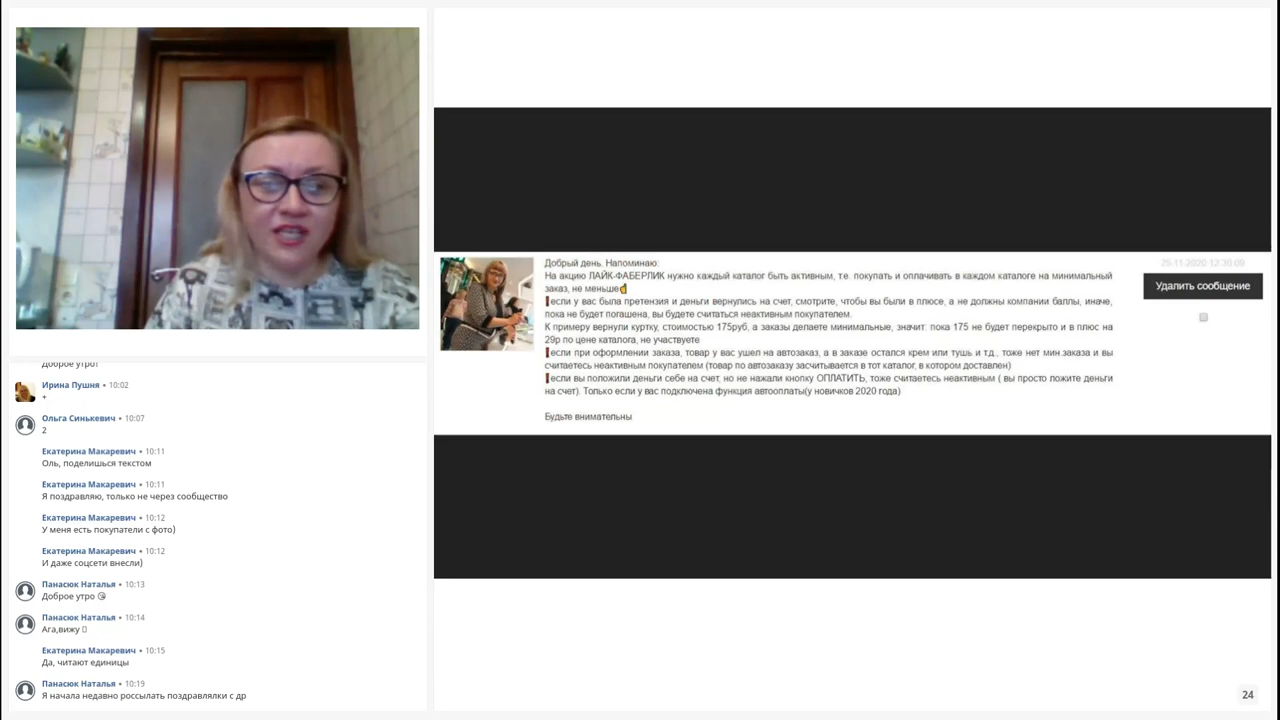 Доброе утро!
Ирина Пушня • 10:02
+
Ольга Синькевич • 10:07
2
Екатерина Макаревич • 10:11
Оль, поделишься текстом
Екатерина Макаревич • 10:11
Я поздравляю, только не через сообщество
Екатерина Макаревич • 10:12
У меня есть покупатели с фото)
Екатерина Макаревич • 10:12
И даже соцсети внесли)
Панасюк Наталья • 10:13
Доброе утро 😘
Панасюк Наталья • 10:14
Ага,вижу
Екатерина Макаревич • 10:15
Да, читают единицы
Панасюк Наталья • 10:19
Я начала недавно россылать поздравлялки с др
Добрый день. Напоминаю:
На акцию ЛАЙК-ФАБЕРЛИК нужно каждый каталог быть активным, т.е. покупать и оплачивать в каждом каталоге на минимальный
заказ, не меньше☝
❗если у вас была претензия и деньги вернулись на счет, смотрите, чтобы вы были в плюсе, а не должны компании баллы, иначе,
пока не будет погашена, вы будете считаться неактивным покупателем.
К примеру вернули куртку, стоимостью 175руб, а заказы делаете минимальные, значит: пока 175 не будет перекрыто и в плюс на
29р по цене каталога, не участвуете
❗если при оформлении заказа, товар у вас ушел на автозаказ, а в заказе остался крем или тушь и т.д., тоже нет мин.заказа и вы
считаетесь неактивным покупателем (товар по автозаказу засчитывается в тот каталог, в котором доставлен)
❗если вы положили деньги себе на счет, но не нажали кнопку ОПЛАТИТЬ, тоже считаетесь неактивным ( вы просто ложите деньги
на счет). Только если у вас подключена функция автооплаты(у новичков 2020 года)
Будьте внимательны
25.11.2020 12:30:09
Удалить сообщение
24